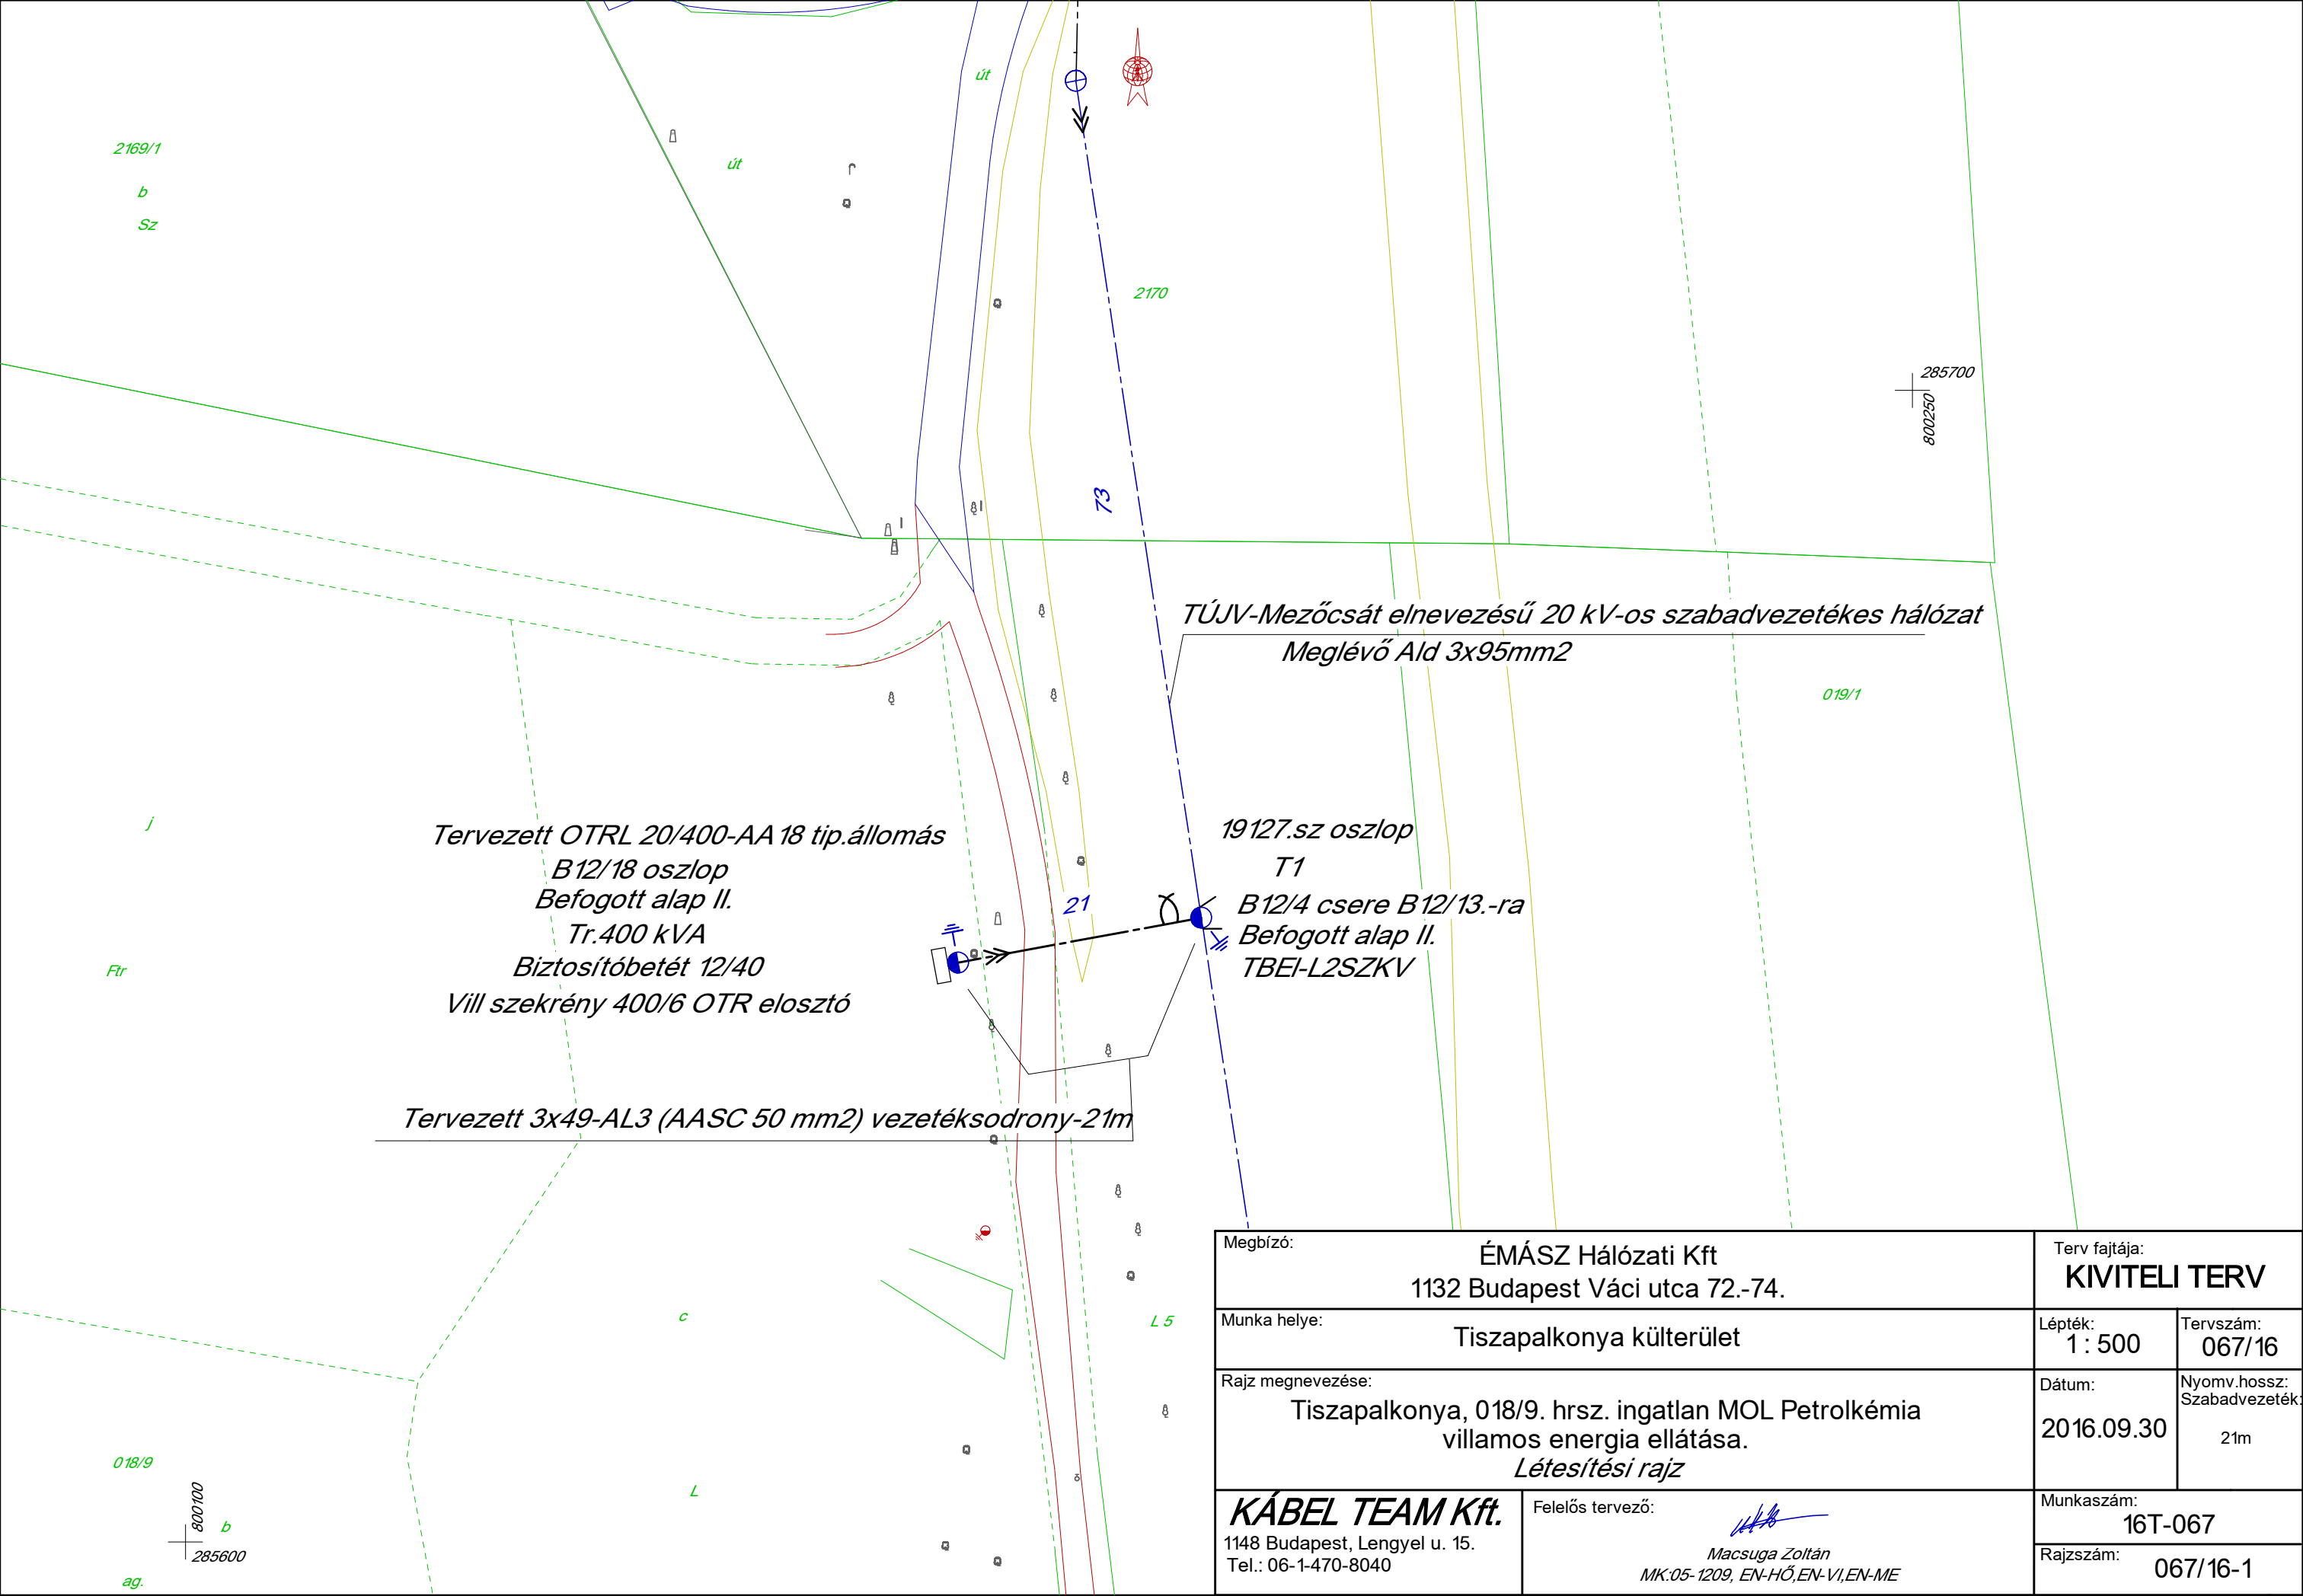 út
2169/1
út
b
Sz
2170
285700
800250
73
TÚJV-Mezőcsát elnevezésű 20 kV-os szabadvezetékes hálózat
Meglévő Ald 3x95mm2
019/1
j
Ftr
Tervezett OTRL 20/400-AA 18 tip.állomás
B12/18 oszlop
Befogott alap II.
Tr.400 kVA
Biztosítóbetét 12/40
Vill szekrény 400/6 OTR elosztó
21
19127.sz oszlop
T1
B12/4 csere B12/13.-ra
Befogott alap II.
TBEI-L2SZKV
Tervezett 3x49-AL3 (AASC 50 mm2) vezetéksodrony-21m
c
L 5
L
018/9
800100
285600
b
ag.
Megbízó:
ÉMÁSZ Hálózati Kft
1132 Budapest Váci utca 72.-74.
Terv fajtája:
KIVITELI TERV
Munka helye:
Tiszapalkonya külterület
Lépték:
1 : 500
Tervszám:
067/16
Rajz megnevezése:
Tiszapalkonya, 018/9. hrsz. ingatlan MOL Petrolkémia
villamos energia ellátása.
Létesítési rajz
Dátum:
2016.09.30
Nyomv.hossz:
Szabadvezeték:
21m
KÁBEL TEAM Kft.
1148 Budapest, Lengyel u. 15.
Tel.: 06-1-470-8040
Felelős tervező:
Macsuga Zoltán
MK:05-1209, EN-HŐ,EN-VI,EN-ME
Munkaszám:
16T-067
Rajzszám:
067/16-1